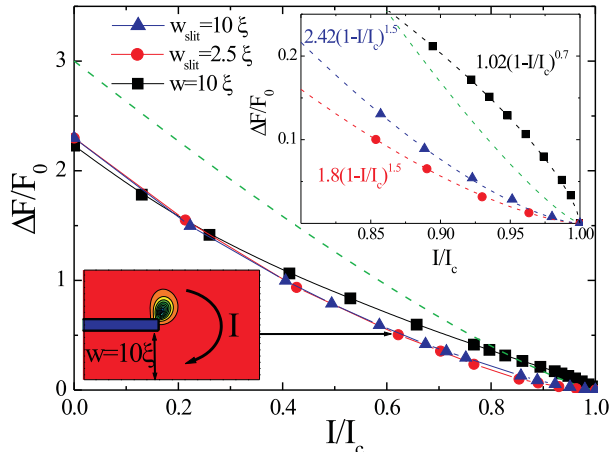 w_slit=10 ξ
w_slit=2.5 ξ
w=10 ξ
ΔF/F_0
3
2
1
0
0.0
0.2
0.4
0.6
0.8
1.0
I/I_c
w=10ξ
I
ΔF/F_0
0.2
0.1
0.85
0.90
0.95
1.00
I/I_c
2.42(1-I/I_c)^1.5
1.02(1-I/I_c)^0.7
1.8(1-I/I_c)^1.5